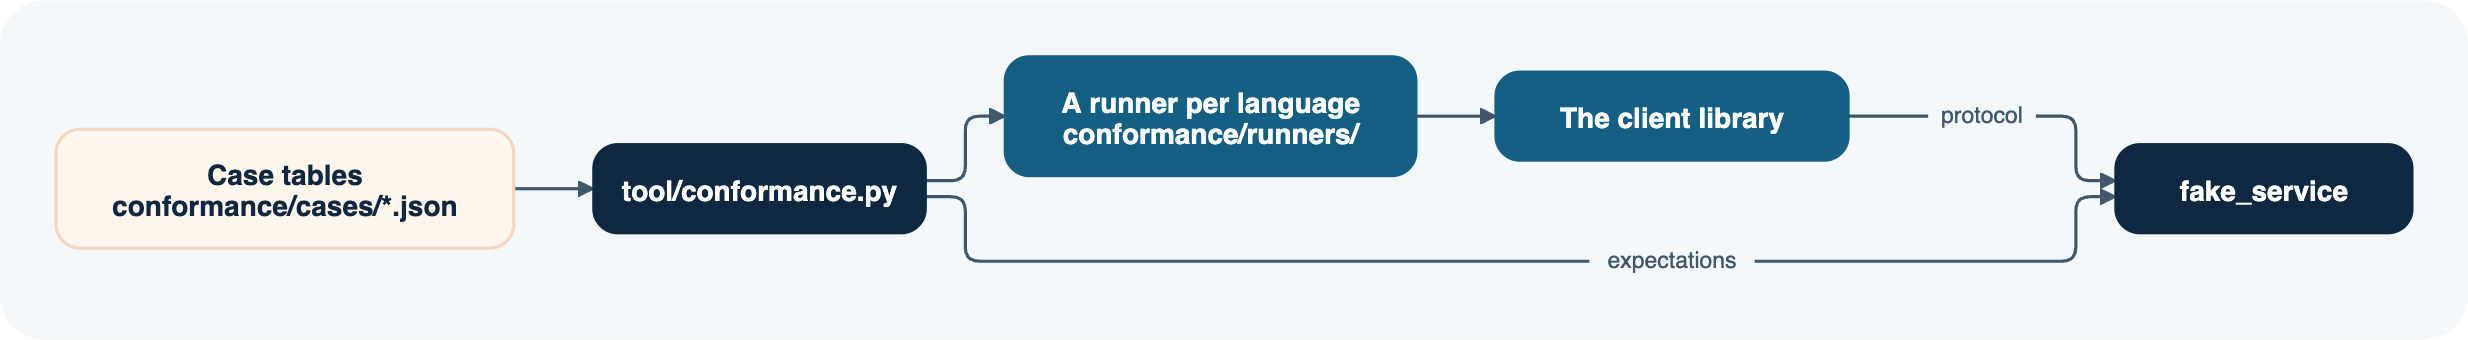 Case tables
conformance/cases/*.json
tool/conformance.py
A runner per language
conformance/runners/
The client library
protocol
expectations
fake_service